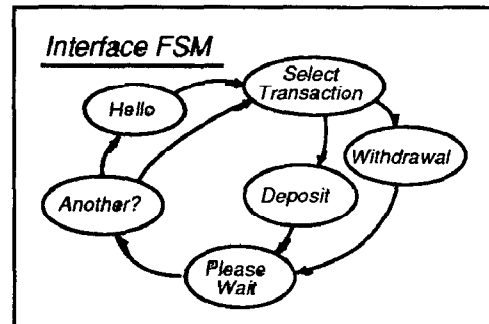 Interface FSM
Select
Transaction
Hello
Withdrawal
Another?
Deposit
Please
Wait